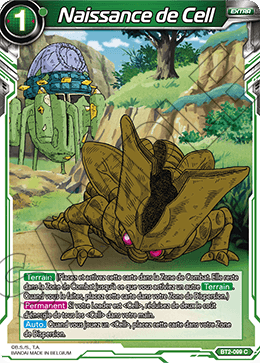 1
Naissance de Cell
EXTRA
Terrain (Placez et activez cette carte dans la Zone de Combat. Elle reste
dans la Zone de Combat jusqu'à ce que vous activiez un autre Terrain.
Quand vous le faites, placez cette carte dans votre Zone de Dispersion.)
Permanent Si votre Leader est <Cell>, réduisez de deux le coût
d'énergie de tous les <Cell> dans votre main.
Auto Quand vous jouez un <Cell>, placez cette carte dans votre Zone
de Dispersion.
BANDAI MADE IN BELGIUM
BT2-099 C